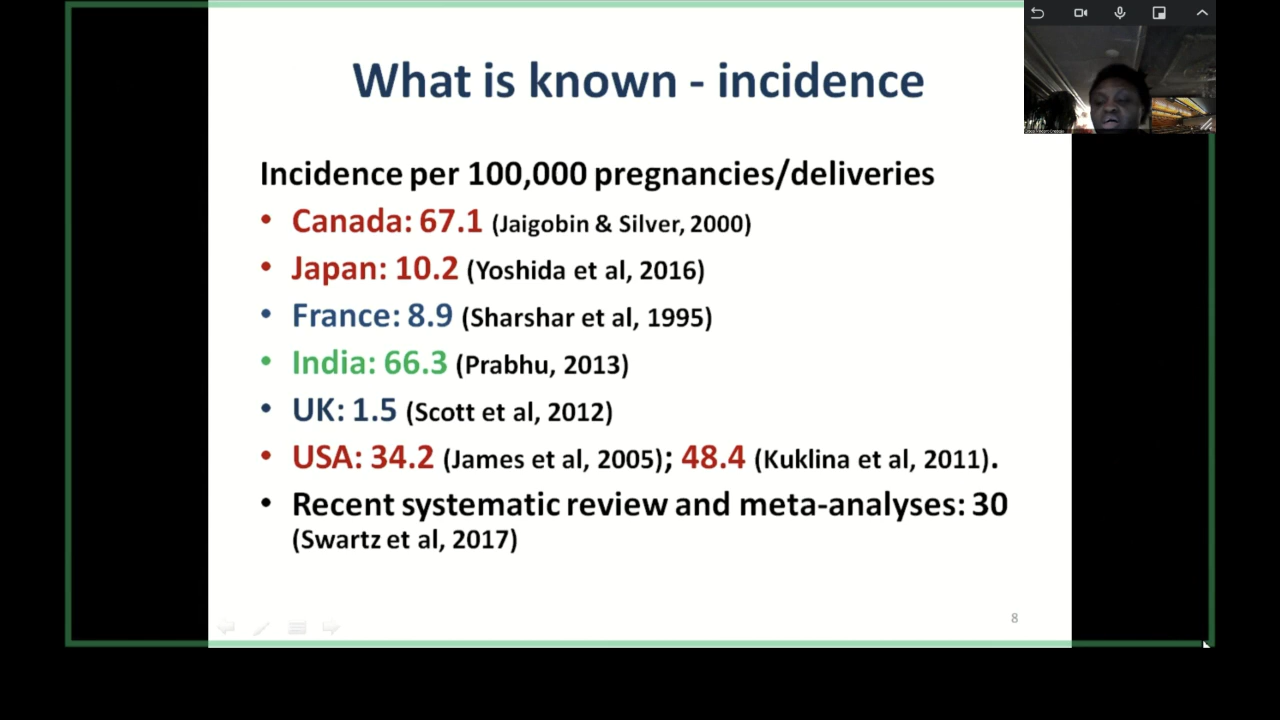 What is known - incidence
Incidence per 100,000 pregnancies/deliveries
• Canada: 67.1 (Jaigobin & Silver, 2000)
• Japan: 10.2 (Yoshida et al, 2016)
• France: 8.9 (Sharshar et al, 1995)
• India: 66.3 (Prabhu, 2013)
• UK: 1.5 (Scott et al, 2012)
• USA: 34.2 (James et al, 2005); 48.4 (Kuklina et al, 2011).
• Recent systematic review and meta-analyses: 30
(Swartz et al, 2017)
8